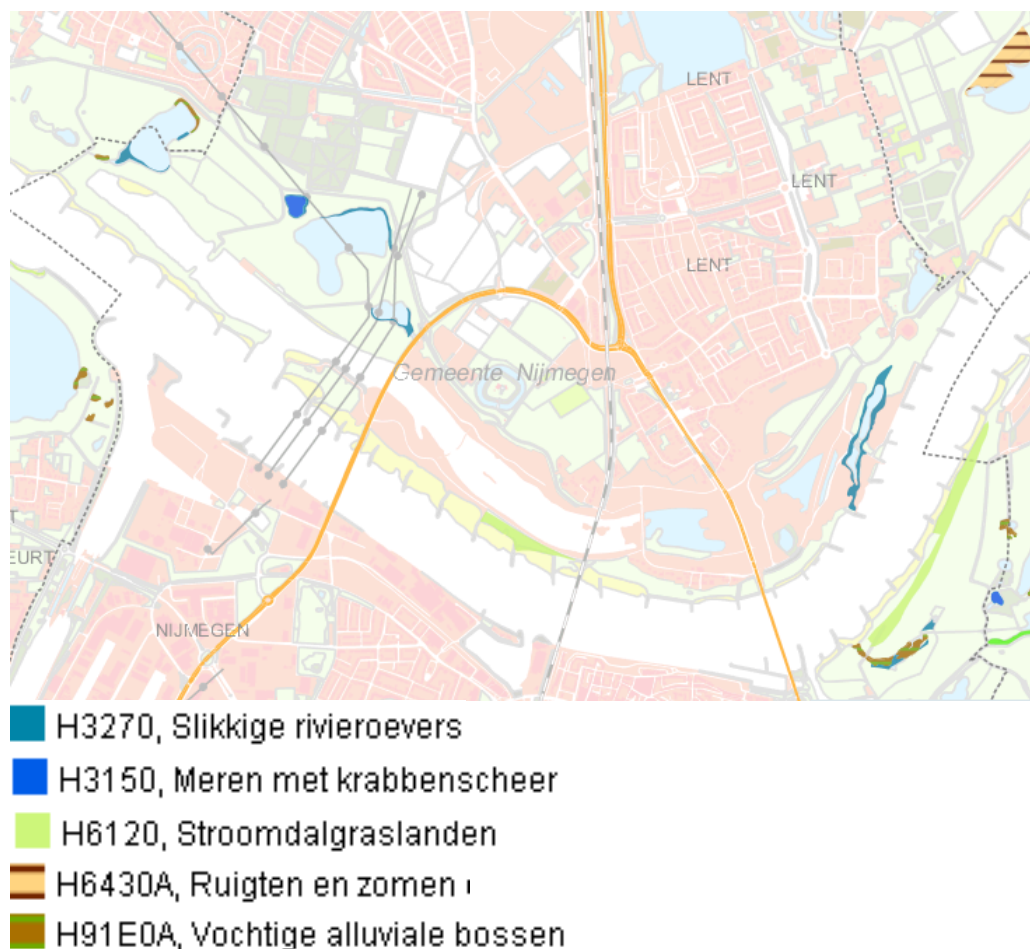 LENT
LENT
LENT
Gemeente Nijmegen
EURT
NIJMEGEN
H3270, Slikkige rivieroevers
H3150, Meren met krabbenscheer
H6120, Stroomdalgraslanden
H6430A, Ruigten en zomen
H91E0A, Vochtige alluviale bossen